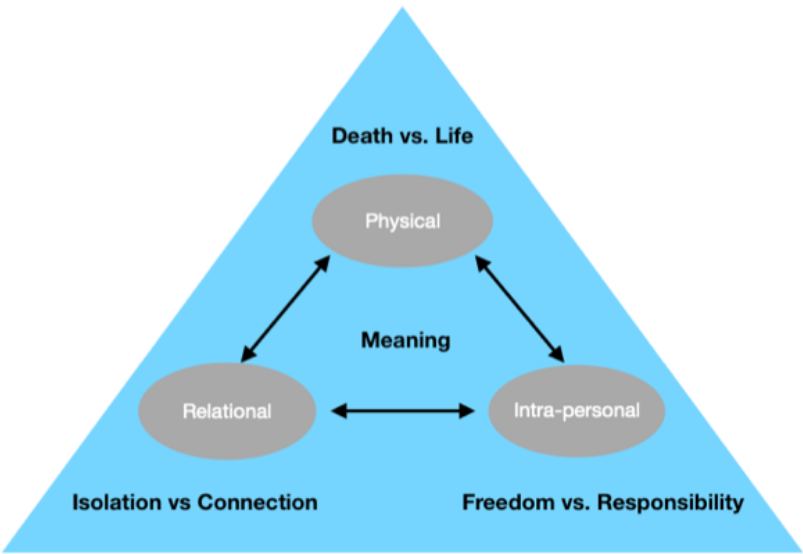 Death vs. Life
Physical
Meaning
Relational
Intra-personal
Isolation vs Connection
Freedom vs. Responsibility